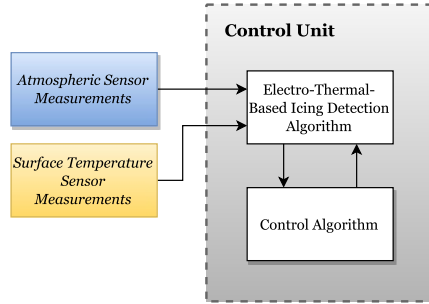 Control Unit
Atmospheric Sensor
Measurements
Electro-Thermal-
Based Icing Detection
Algorithm
Surface Temperature
Sensor
Measurements
Control Algorithm